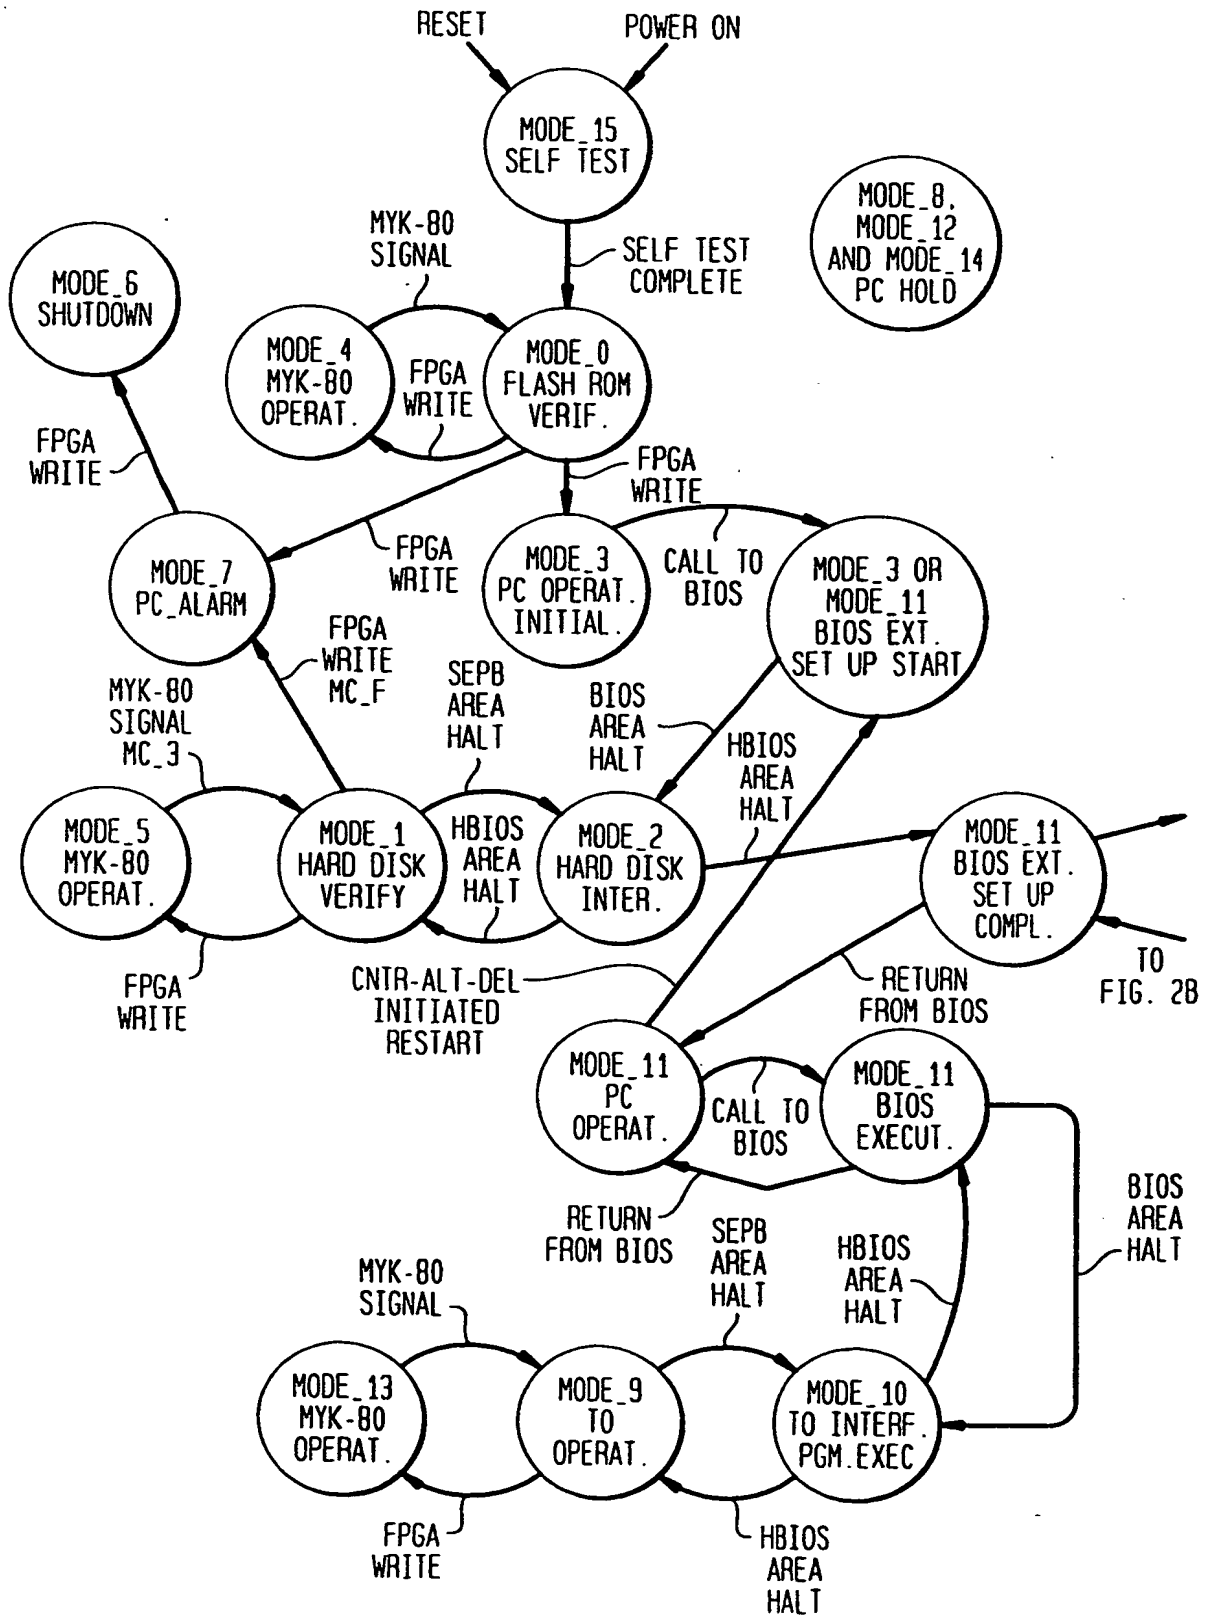 RESET
POWER ON
MODE_15
SELF TEST
MODE_8,
MODE_12
AND MODE_14
PC HOLD
MYK-80
SIGNAL
SELF TEST
COMPLETE
MODE_6
SHUTDOWN
MODE_4
MYK-80
OPERAT.
FPGA
WRITE
MODE_0
FLASH ROM
VERIF.
FPGA
WRITE
FPGA
WRITE
MODE_7
PC_ALARM
FPGA
WRITE
MODE_3
PC OPERAT.
INITIAL.
CALL TO
BIOS
MODE_3 OR
MODE_11
BIOS EXT.
SET UP START
FPGA
WRITE
MC_F
MYK-80
SIGNAL
MC_3
SEPB
AREA
HALT
BIOS
AREA
HALT
HBIOS
AREA
HALT
MODE_5
MYK-80
OPERAT.
MODE_1
HARD DISK
VERIFY
HBIOS
AREA
HALT
MODE_2
HARD DISK
INTER.
MODE_11
BIOS EXT.
SET UP
COMPL.
FPGA
WRITE
CNTR-ALT-DEL
INITIATED
RESTART
RETURN
FROM BIOS
TO
FIG. 2B
MODE_11
PC
OPERAT.
CALL TO
BIOS
MODE_11
BIOS
EXECUT.
RETURN
FROM BIOS
BIOS
AREA
HALT
MYK-80
SIGNAL
SEPB
AREA
HALT
HBIOS
AREA
HALT
MODE_13
MYK-80
OPERAT.
MODE_9
TO
OPERAT.
MODE_10
TO INTERF.
PGM.EXEC
FPGA
WRITE
HBIOS
AREA
HALT